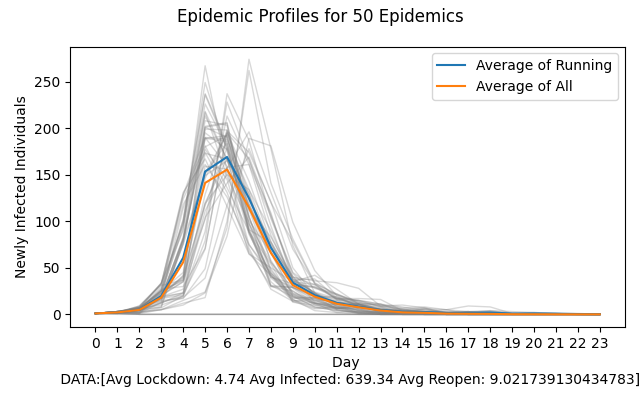 Epidemic Profiles for 50 Epidemics
Average of Running
Average of All
Newly Infected Individuals
250
200
150
100
50
0
0 1 2 3 4 5 6 7 8 9 10 11 12 13 14 15 16 17 18 19 20 21 22 23
Day
DATA:[Avg Lockdown: 4.74 Avg Infected: 639.34 Avg Reopen: 9.021739130434783]